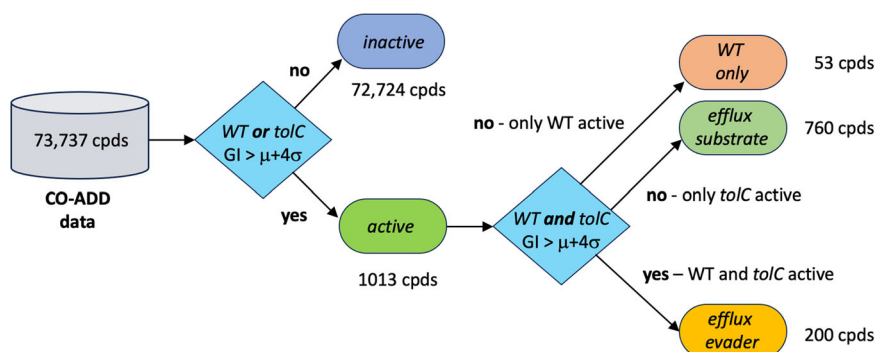 73,737 cpds
CO-ADD
data
WT or tolC
GI > μ+4σ
no
inactive
72,724 cpds
yes
active
1013 cpds
WT and tolC
GI > μ+4σ
no - only WT active
WT
only
53 cpds
no - only tolC active
efflux
substrate
760 cpds
yes – WT and tolC active
efflux
evader
200 cpds